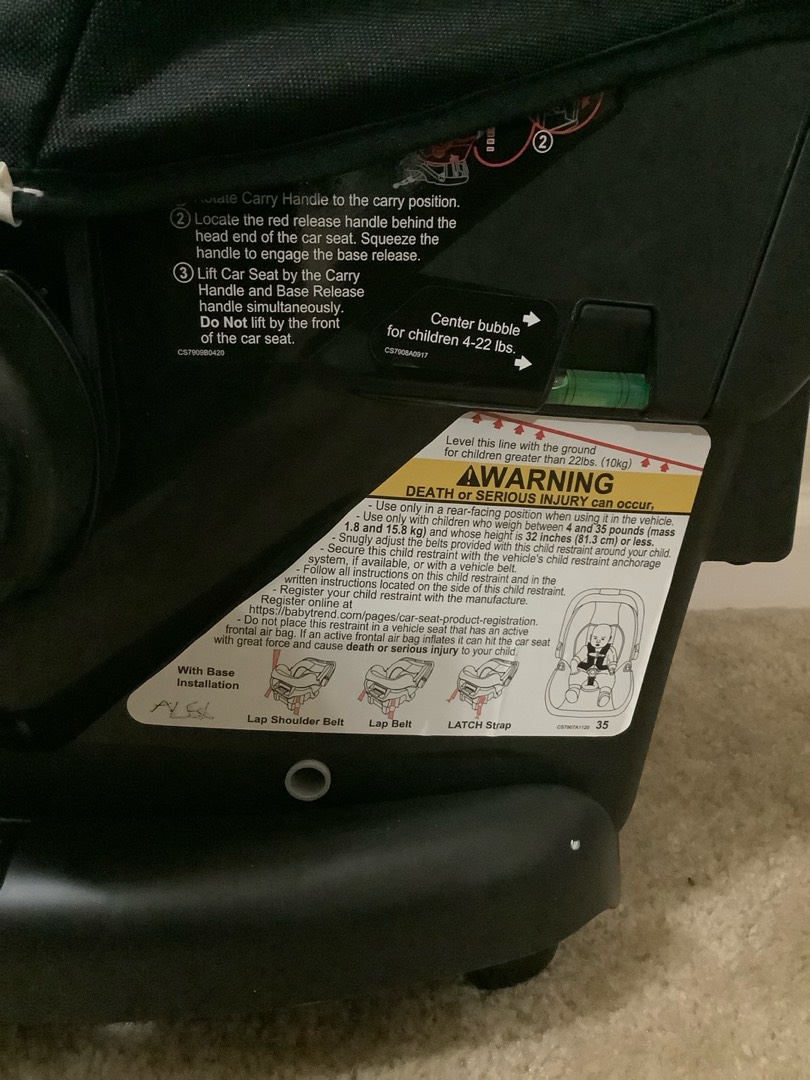 ②
Rotate Carry Handle to the carry position.
② Locate the red release handle behind the
head end of the car seat. Squeeze the
handle to engage the base release.
③ Lift Car Seat by the Carry
Handle and Base Release
handle simultaneously.
Do Not lift by the front
of the car seat.
CS7909B0420
Center bubble
for children 4-22 lbs.
CS7908A0917
Level this line with the ground
for children greater than 22lbs. (10kg)
WARNING
DEATH or SERIOUS INJURY can occur,
- Use only in a rear-facing position when using it in the vehicle.
- Use only with children who weigh between 4 and 35 pounds (mass
1.8 and 15.8 kg) and whose height is 32 inches (81.3 cm) or less.
- Snugly adjust the belts provided with this child restraint around your child.
- Secure this child restraint with the vehicle's child restraint anchorage
system, if available, or with a vehicle belt.
- Follow all instructions on this child restraint and in the
written instructions located on the side of this child restraint.
- Register your child restraint with the manufacture.
Register online at
https://babytrend.com/pages/car-seat-product-registration.
- Do not place this restraint in a vehicle seat that has an active
frontal air bag. If an active frontal air bag inflates it can hit the car seat
with great force and cause death or serious injury to your child.
With Base
Installation
Lap Shoulder Belt
Lap Belt
LATCH Strap
CS7907A1120 35